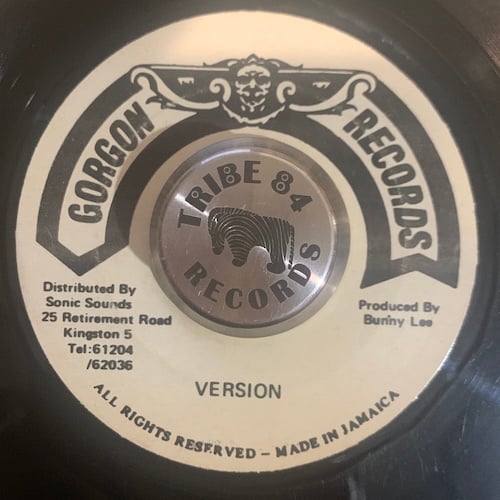 GORGON RECORDS
TRIBE 84
RECORDS
Distributed By
Sonic Sounds
25 Retirement Road
Kingston 5
Tel:61204
/62036
Produced By
Bunny Lee
VERSION
ALL RIGHTS RESERVED – MADE IN JAMAICA